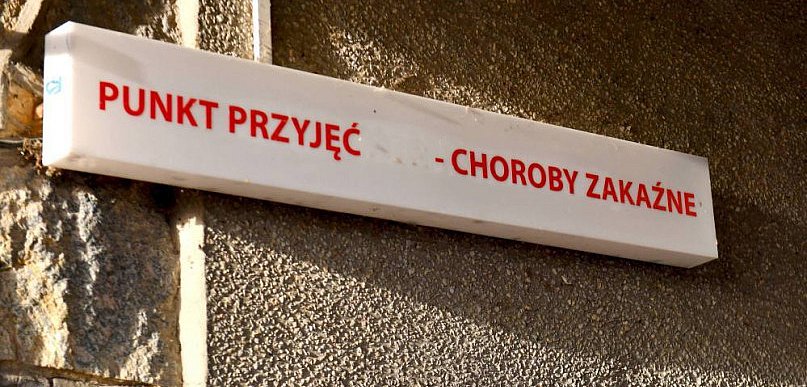 PUNKT PRZYJĘĆ - CHOROBY ZAKAŹNE